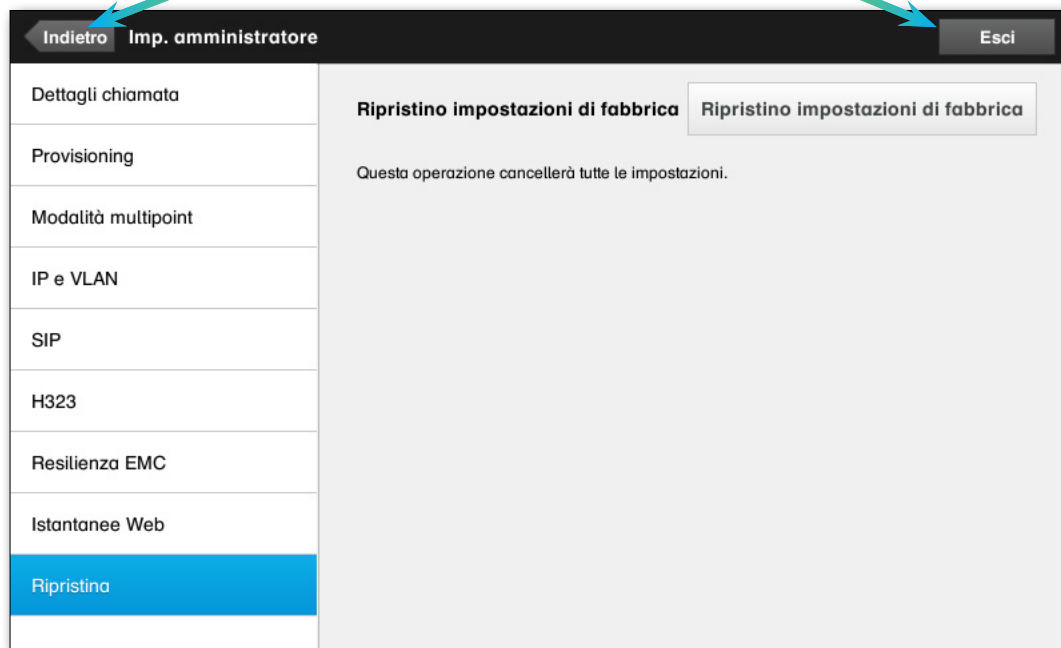 Indietro Imp. amministratore Esci
Dettagli chiamata
Provisioning
Modalità multipoint
IP e VLAN
SIP
H323
Resilienza EMC
Istantanee Web
Ripristina
Ripristino impostazioni di fabbrica Ripristino impostazioni di fabbrica
Questa operazione cancellerà tutte le impostazioni.